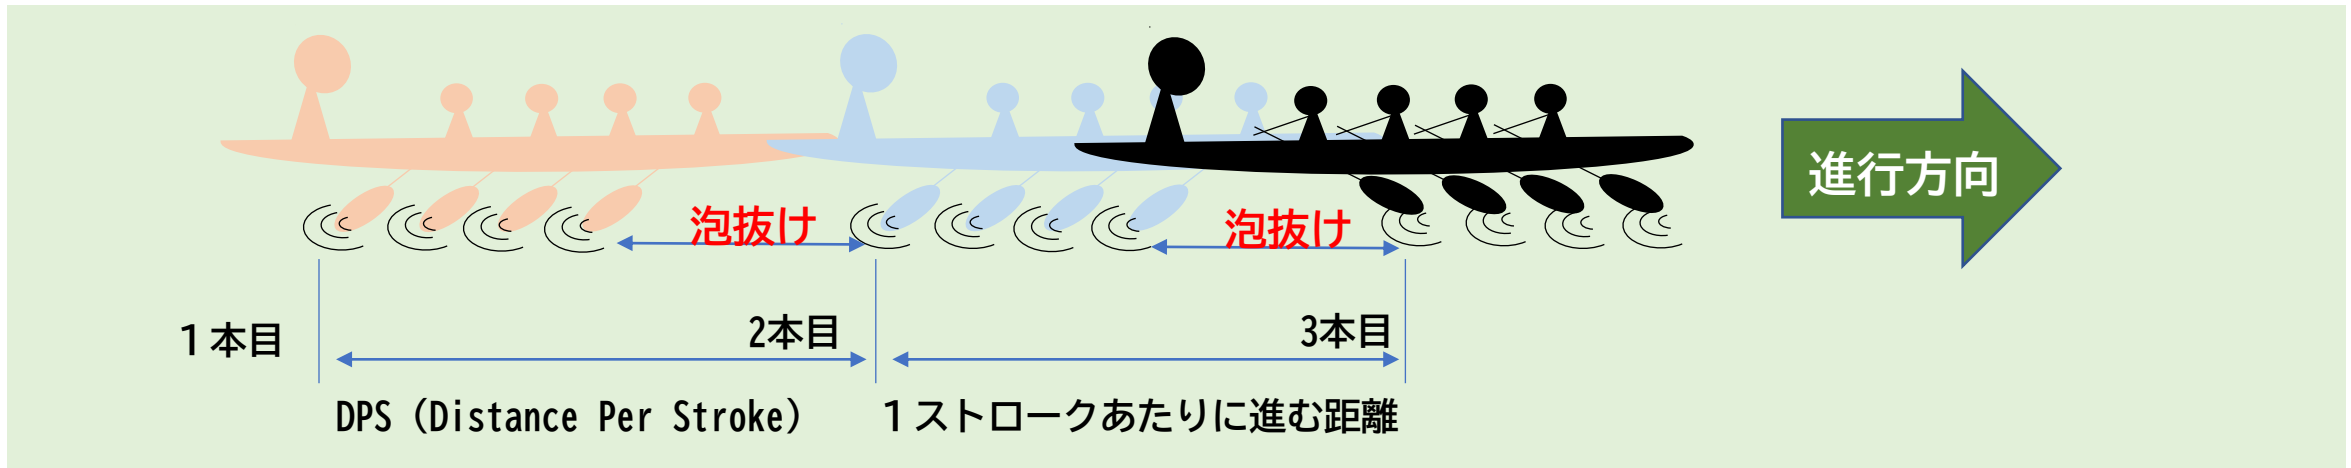 泡抜け
泡抜け
進行方向
１本目
2本目
3本目
DPS（Distance Per Stroke）
１ストロークあたりに進む距離